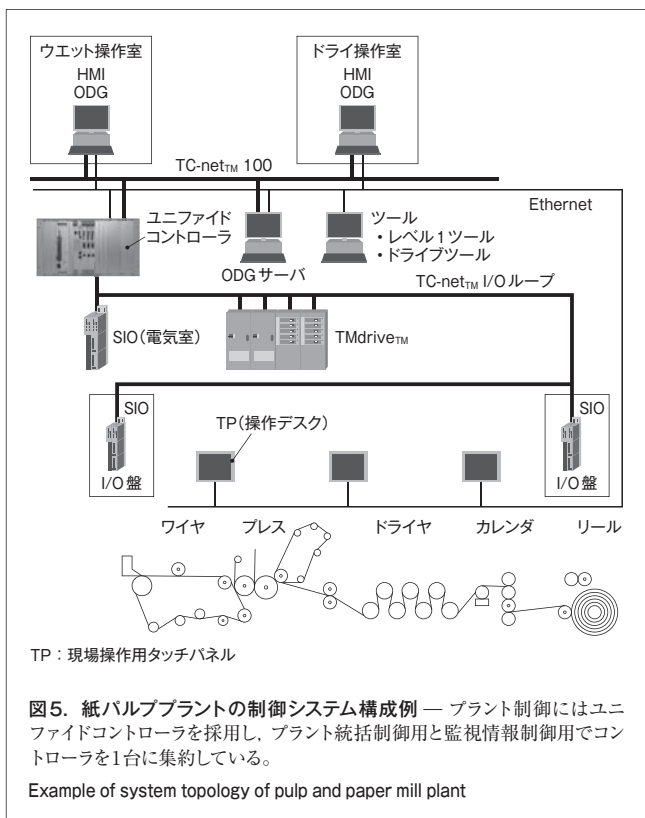 ウエット操作室
HMI
ODG
ドライ操作室
HMI
ODG
TC-netTM 100
Ethernet
ユニファイド
コントローラ
ODGサーバ
ツール
・レベル1ツール
・ドライブツール
TC-netTM I/Oループ
SIO(電気室)
TMdriveTM
SIO
I/O盤
TP(操作デスク)
SIO
I/O盤
ワイヤ プレス ドライヤ カレンダ リール
TP:現場操作用タッチパネル
図5. 紙パルププラントの制御システム構成例 — プラント制御にはユニ
ファイドコントローラを採用し,プラント統括制御用と監視情報制御用でコン
トローラを1台に集約している。
Example of system topology of pulp and paper mill plant